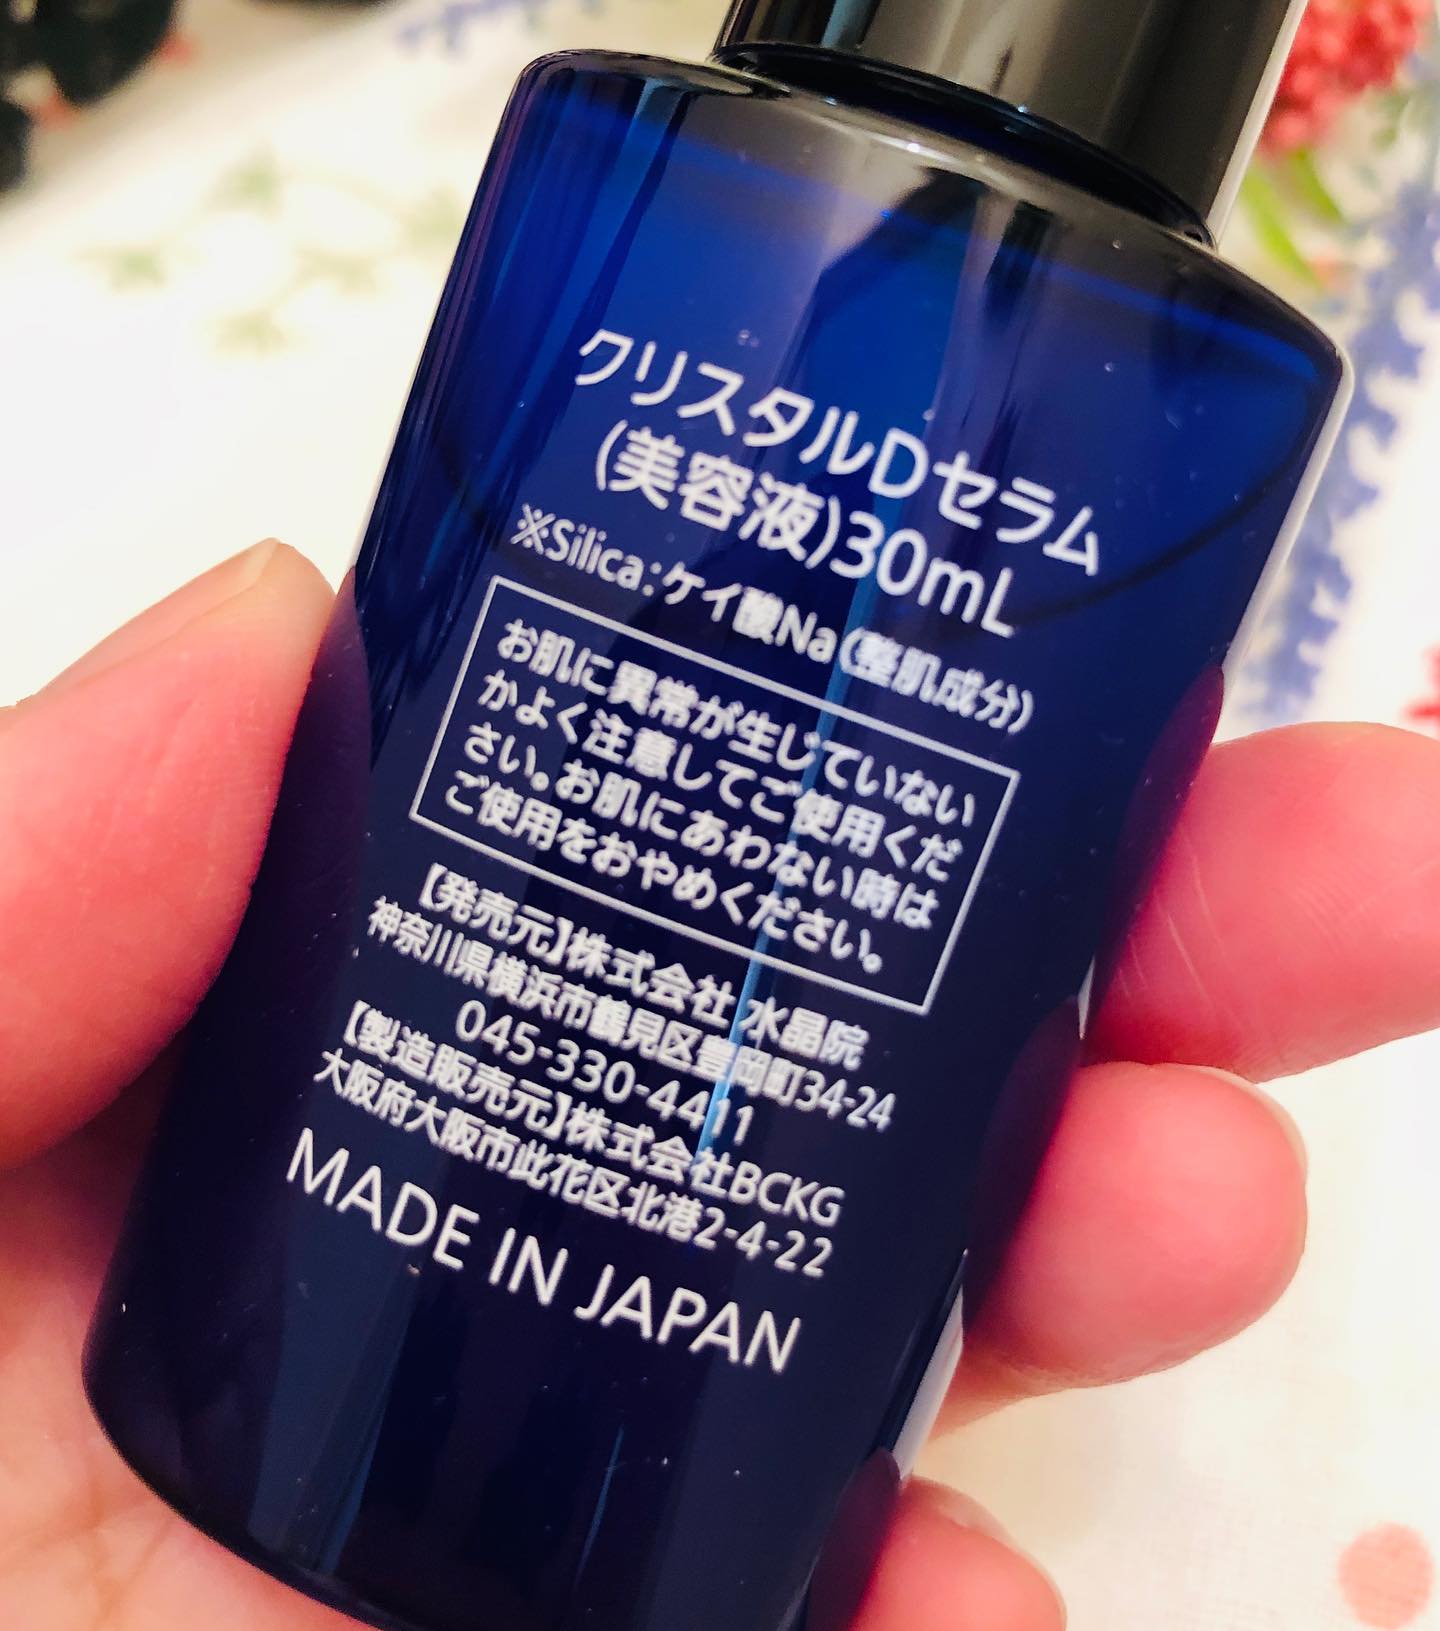 クリスタルDセラム
(美容液)30mL
※Silica:ケイ酸Na(整肌成分)
お肌に異常が生じていない
かよく注意してご使用くだ
さい。お肌にあわない時は
ご使用をおやめください。
【発売元】株式会社 水晶院
神奈川県横浜市鶴見区豊岡町34-24
045-330-4411
【製造販売元】株式会社BCKG
大阪府大阪市此花区北港2-4-22
MADE IN JAPAN